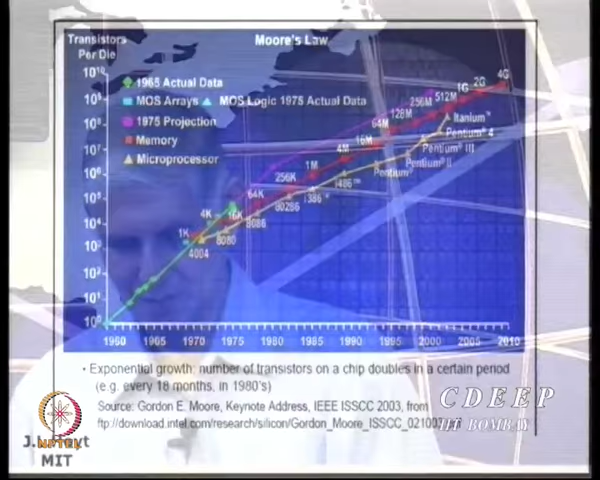 Transistors
Per Die
Moore's Law
10¹⁰
10⁹
10⁸
10⁷
10⁶
10⁵
10⁴
10³
10²
10¹
10⁰
1965 Actual Data
MOS Arrays
MOS Logic 1975 Actual Data
1975 Projection
Memory
Microprocessor
1K
4K
16K
64K
256K
1M
4M
16M
64M
128M
256M
512M
1G
2G
4G
4004
8080
8086
80286
i386™
i486™
Pentium®
Pentium® II
Pentium® III
Pentium® 4
Itanium™
1960 1965 1970 1975 1980 1985 1990 1995 2000 2005 2010
• Exponential growth: number of transistors on a chip doubles in a certain period
(e.g. every 18 months, in 1980's)
Source: Gordon E. Moore, Keynote Address, IEEE ISSCC 2003, from
ftp://download.intel.com/research/silicon/Gordon_Moore_ISSCC_021003
CDEEP
IIT BOMBAY
NPTEL
MIT